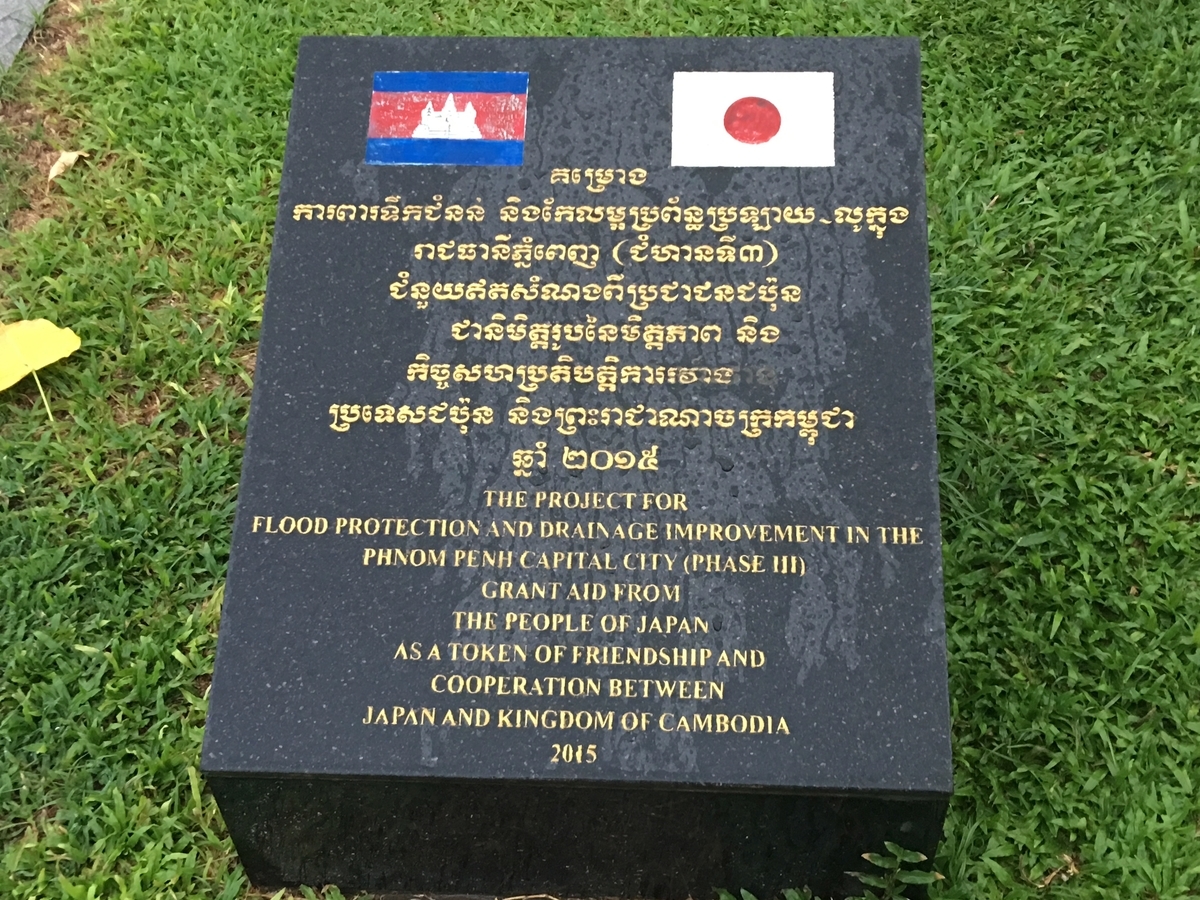 គម្រោង
ការពារទឹកជំនន់ និងកែលម្អប្រព័ន្ធប្រឡាយ~លូក្នុង
រាជធានីភ្នំពេញ (ជំហានទី៣)
ជំនួយឥតសំណងពីប្រជាជនជប៉ុន
ជានិមិត្តរូបនៃមិត្តភាព និង
កិច្ចសហប្រតិបត្តិការរវាង
ប្រទេសជប៉ុន និងព្រះរាជាណាចក្រកម្ពុជា
ឆ្នាំ ២០១៥
THE PROJECT FOR
FLOOD PROTECTION AND DRAINAGE IMPROVEMENT IN THE
PHNOM PENH CAPITAL CITY (PHASE III)
GRANT AID FROM
THE PEOPLE OF JAPAN
AS A TOKEN OF FRIENDSHIP AND
COOPERATION BETWEEN
JAPAN AND KINGDOM OF CAMBODIA
2015